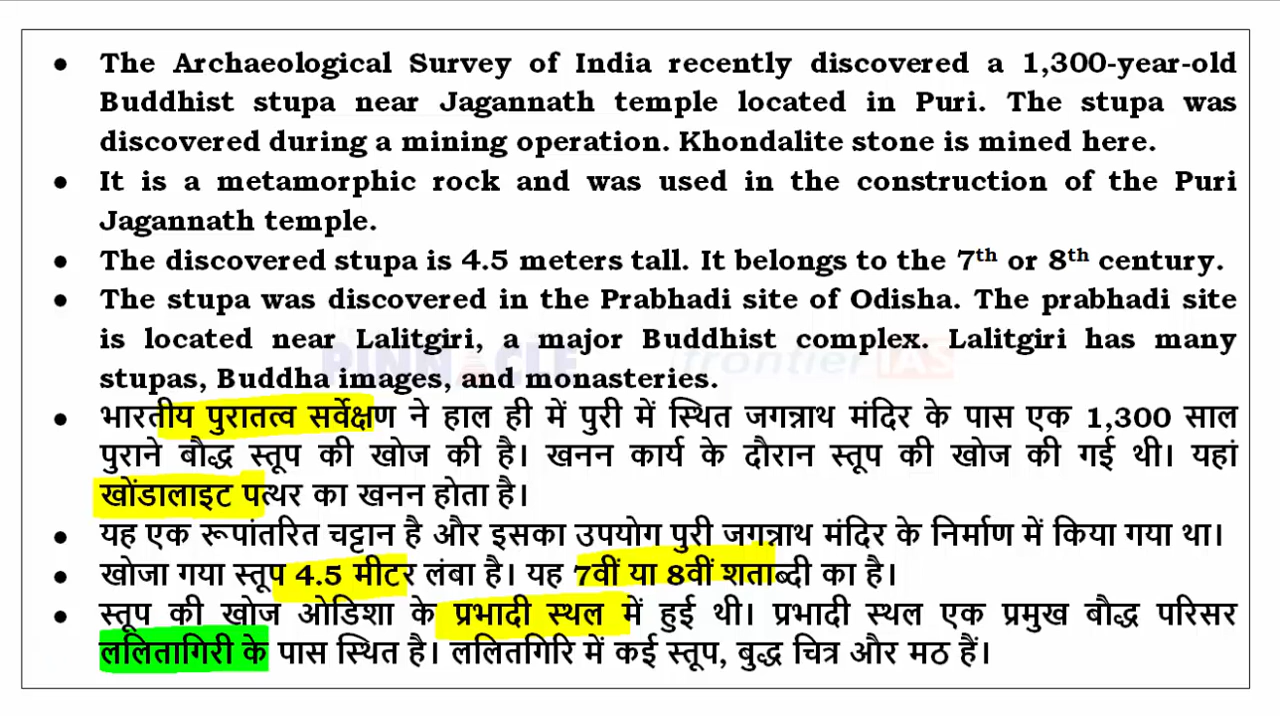 • The Archaeological Survey of India recently discovered a 1,300-year-old
Buddhist stupa near Jagannath temple located in Puri. The stupa was
discovered during a mining operation. Khondalite stone is mined here.
• It is a metamorphic rock and was used in the construction of the Puri
Jagannath temple.
• The discovered stupa is 4.5 meters tall. It belongs to the 7th or 8th century.
• The stupa was discovered in the Prabhadi site of Odisha. The prabhadi site
is located near Lalitgiri, a major Buddhist complex. Lalitgiri has many
PINNACLE frontier IAS
stupas, Buddha images, and monasteries.
• भारतीय पुरातत्व सर्वेक्षण ने हाल ही में पुरी में स्थित जगन्नाथ मंदिर के पास एक 1,300 साल
पुराने बौद्ध स्तूप की खोज की है। खनन कार्य के दौरान स्तूप की खोज की गई थी। यहां
खोंडालाइट पत्थर का खनन होता है।
• यह एक रूपांतरित चट्टान है और इसका उपयोग पुरी जगन्नाथ मंदिर के निर्माण में किया गया था।
• खोजा गया स्तूप 4.5 मीटर लंबा है। यह 7वीं या 8वीं शताब्दी का है।
• स्तूप की खोज ओडिशा के प्रभादी स्थल में हुई थी। प्रभादी स्थल एक प्रमुख बौद्ध परिसर
ललितागिरी के पास स्थित है। ललितगिरि में कई स्तूप, बुद्ध चित्र और मठ हैं।